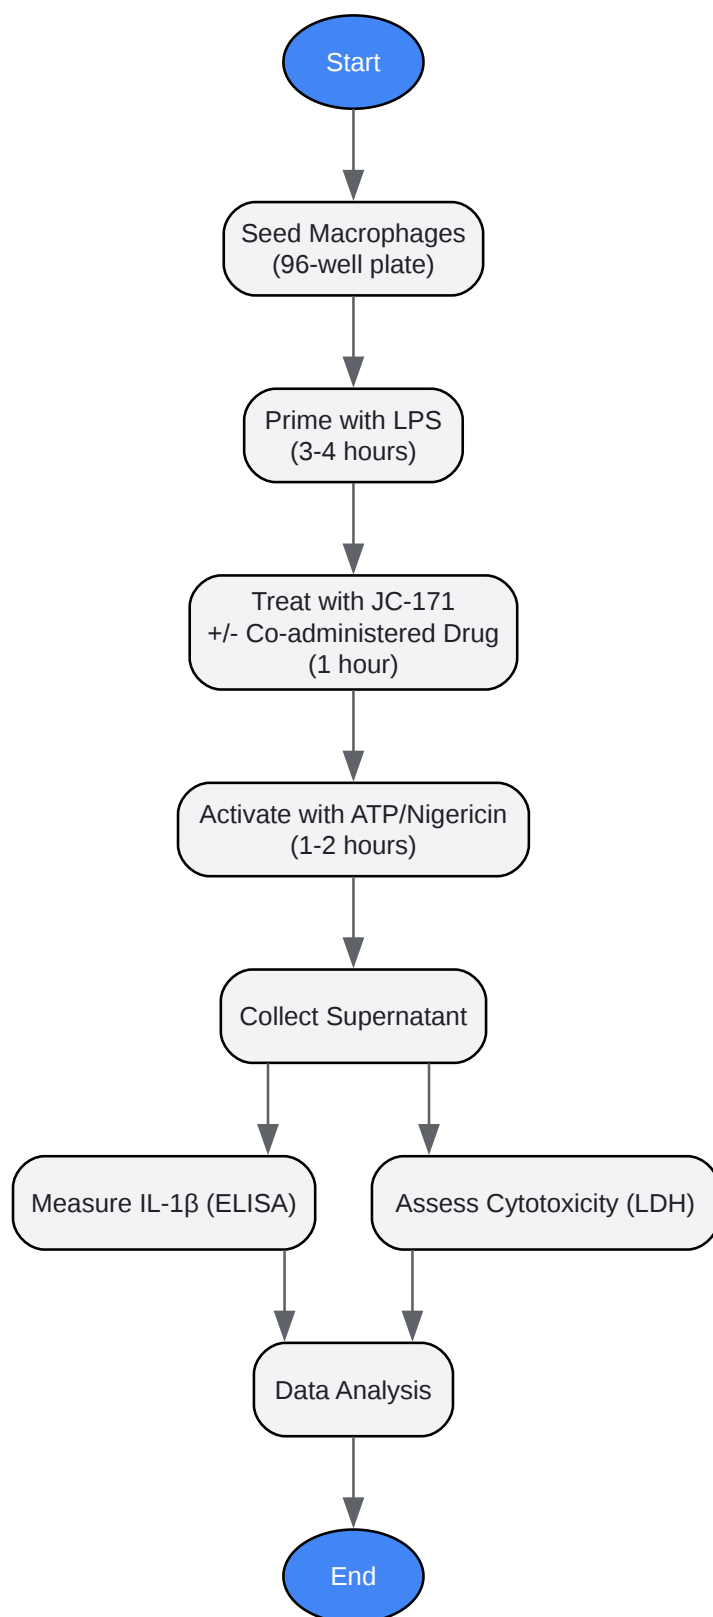 Start
Seed Macrophages
(96-well plate)
Prime with LPS
(3-4 hours)
Treat with JC-171
+/- Co-administered Drug
(1 hour)
Activate with ATP/Nigericin
(1-2 hours)
Collect Supernatant
Measure IL-1β (ELISA)
Assess Cytotoxicity (LDH)
Data Analysis
End